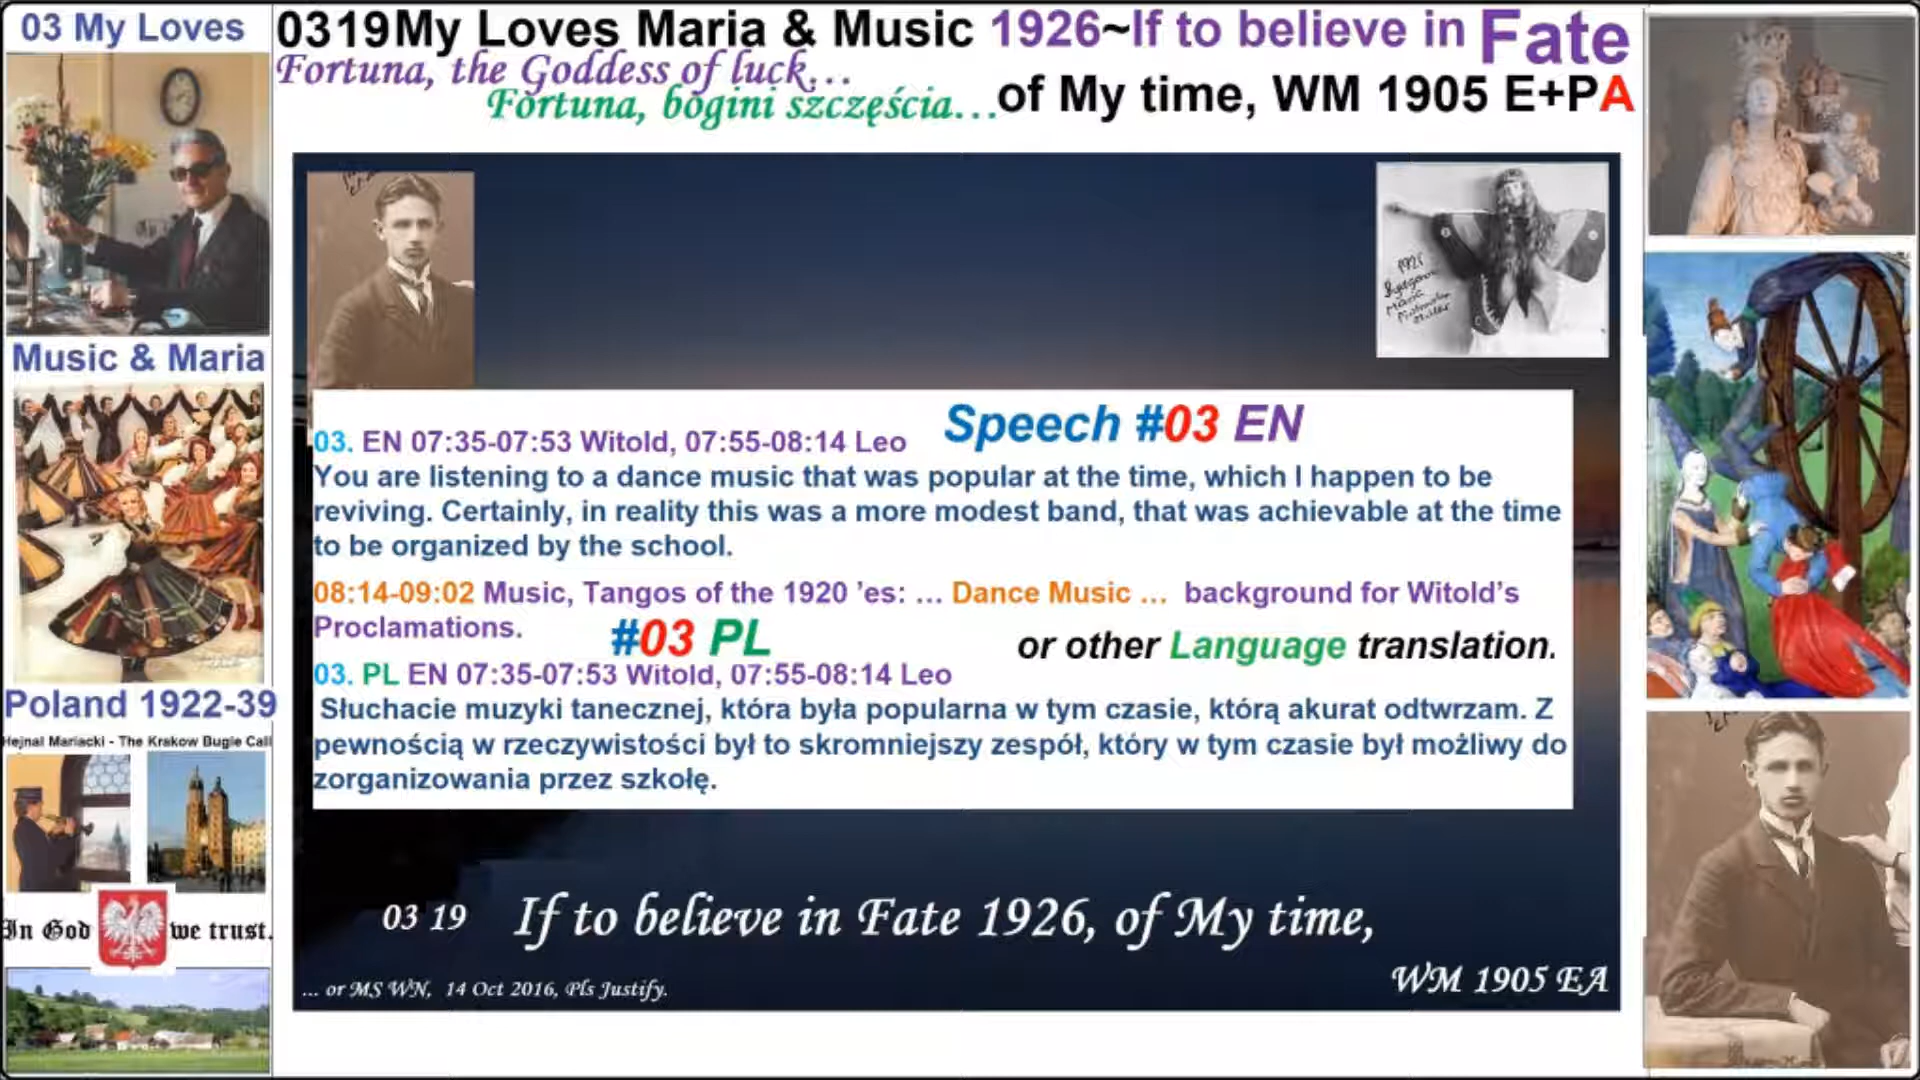 03 My Loves
0319My Loves Maria & Music 1926~If to believe in Fate
Fortuna, the Goddess of luck…
Fortuna, bogini szczęścia…of My time, WM 1905 E+PA
1921
Maria
Speech #03 EN
03. EN 07:35-07:53 Witold, 07:55-08:14 Leo
You are listening to a dance music that was popular at the time, which I happen to be
reviving. Certainly, in reality this was a more modest band, that was achievable at the time
to be organized by the school.
08:14-09:02 Music, Tangos of the 1920 'es: … Dance Music … background for Witold's
Proclamations.
#03 PL
or other Language translation.
03. PL EN 07:35-07:53 Witold, 07:55-08:14 Leo
Słuchacie muzyki tanecznej, która była popularna w tym czasie, którą akurat odtwrzam. Z
pewnością w rzeczywistości był to skromniejszy zespół, który w tym czasie był możliwy do
zorganizowania przez szkołę.
03 19 If to believe in Fate 1926, of My time,
WM 1905 EA
... or MS WN, 14 Oct 2016, Pls Justify.
Music & Maria
Poland 1922-39
Hejnal Mariacki - The Krakow Bugle Call
In God we trust.